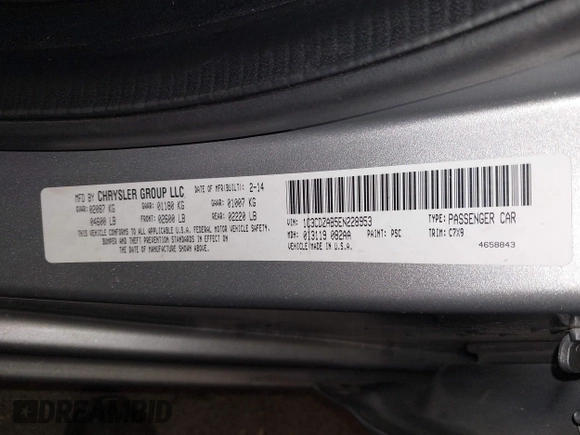 MFD BY CHRYSLER GROUP LLC DATE OF MFR(BUILT): 2-14
GVWR: 02087 KG GAWR: 01180 KG GAWR: 01007 KG
04600 LB FRONT: 02600 LB REAR: 02220 LB
THIS VEHICLE CONFORMS TO ALL APPLICABLE U.S.A. FEDERAL MOTOR VEHICLE SAFETY,
BUMPER AND THEFT PREVENTION STANDARDS IN EFFECT ON
THE DATE OF MANUFACTURE SHOWN ABOVE.
VIN: 1C3CDZAB5EN228953 TYPE: PASSENGER CAR
MDH: 013119 082AA PAINT: PSC TRIM: C7X9
VEHICLE MADE IN U.S.A. 4658843
DREAMBID